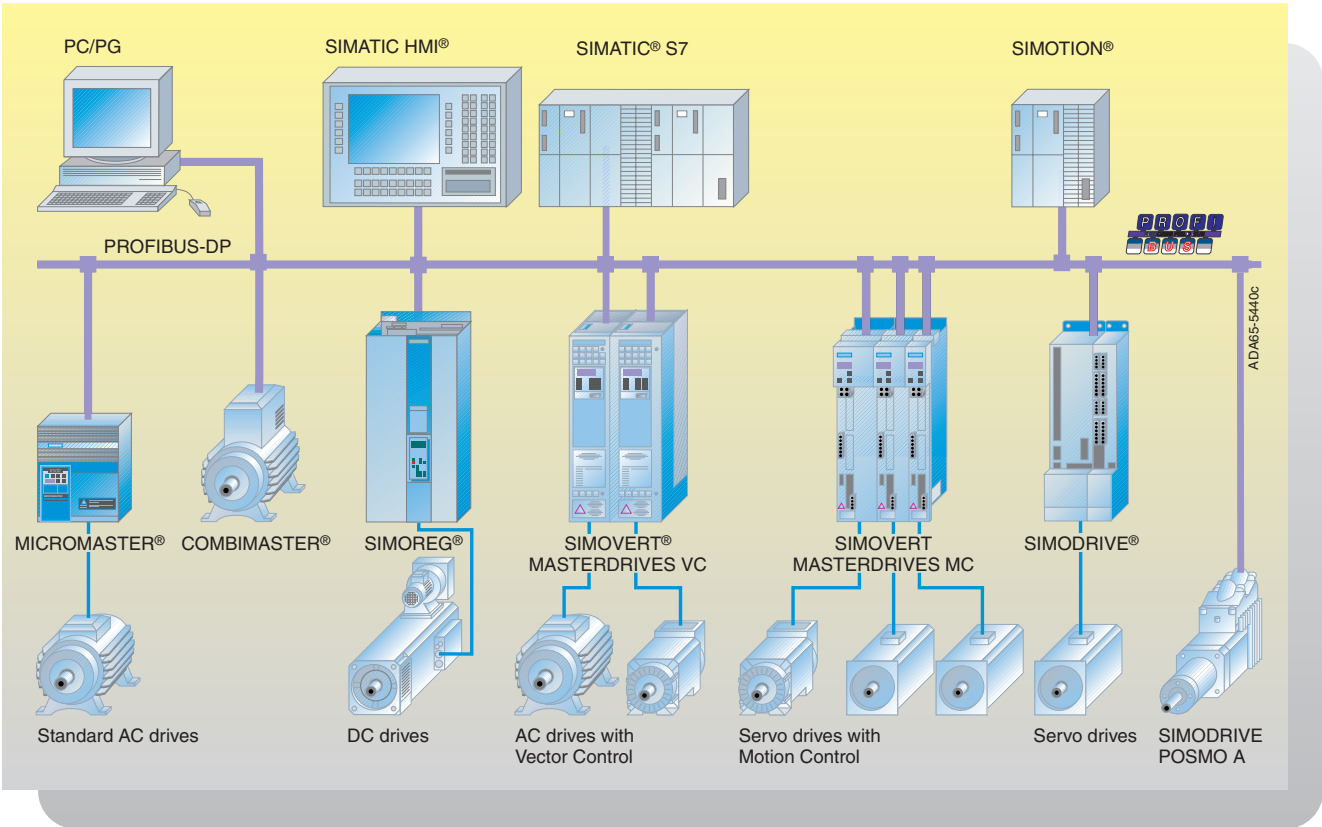 PC/PG
SIMATIC HMI®
SIMATIC® S7
SIMOTION®
PROFIBUS-DP
PROFI
BUS
ADA65-5440c
MICROMASTER®
COMBIMASTER®
SIMOREG®
SIMOVERT®
MASTERDRIVES VC
SIMOVERT
MASTERDRIVES MC
SIMODRIVE®
Standard AC drives
DC drives
AC drives with
Vector Control
Servo drives with
Motion Control
Servo drives
SIMODRIVE
POSMO A